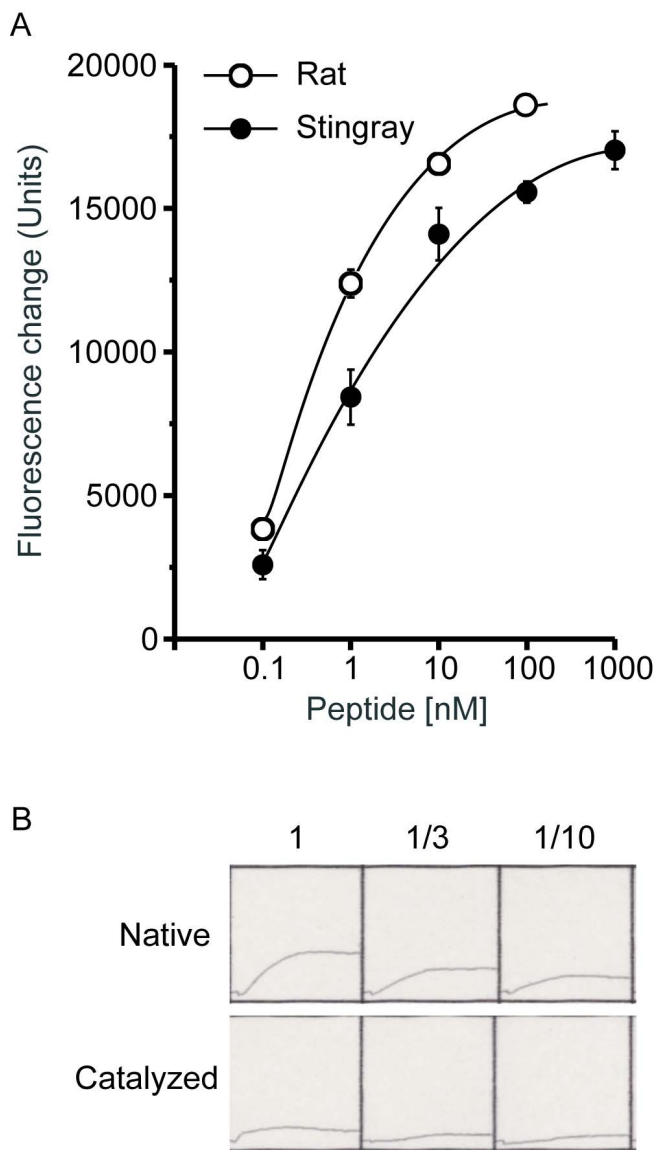 A
20000
15000
10000
5000
0
Fluorescence change (Units)
Rat
Stingray
0.1 1 10 100 1000
Peptide [nM]
B
1 1/3 1/10
Native
Catalyzed